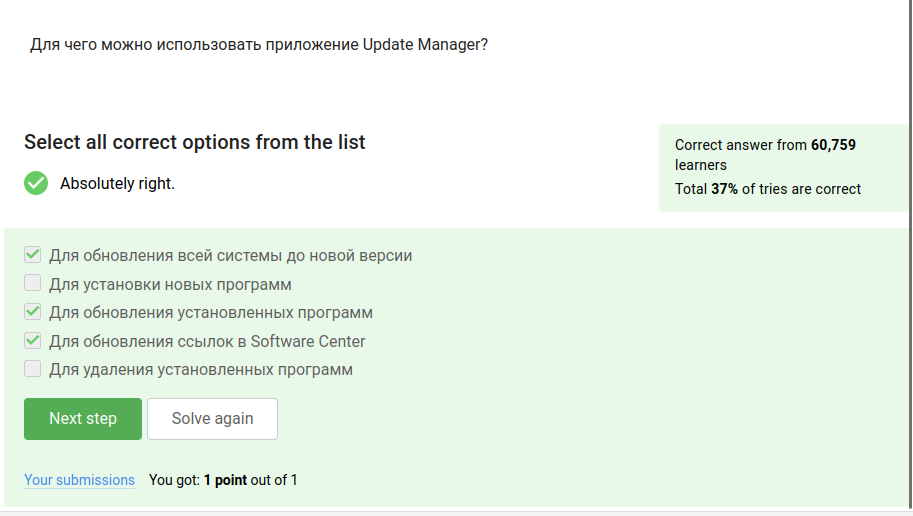 Для чего можно использовать приложение Update Manager?
Select all correct options from the list
Absolutely right.
Correct answer from 60,759
learners
Total 37% of tries are correct
Для обновления всей системы до новой версии
Для установки новых программ
Для обновления установленных программ
Для обновления ссылок в Software Center
Для удаления установленных программ
Next step
Solve again
Your submissions You got: 1 point out of 1